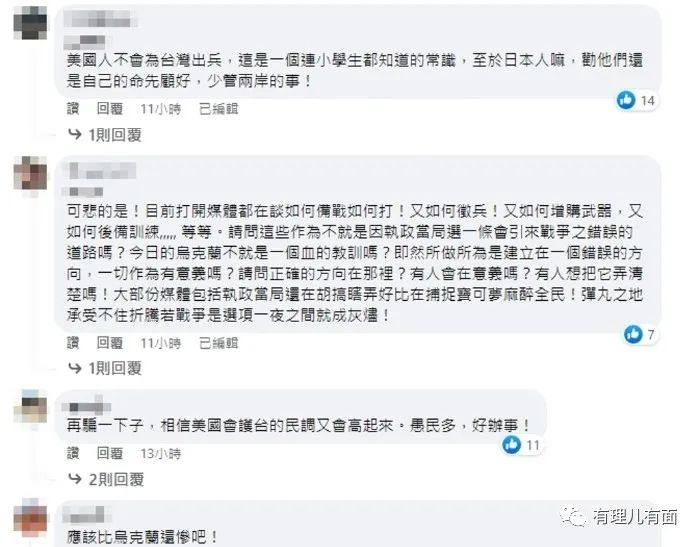 美國人不會為台灣出兵，這是一個連小學生都知道的常識，至於日本人嘛，勸他們還
是自己的命先顧好，少管兩岸的事！
14
讚 回覆 11小時 已編輯
1則回覆
可悲的是！目前打開媒體都在談如何備戰如何打！又如何徵兵！又如何增購武器，又
如何後備訓練,,,,, 等等。請問這些作為不就是因執政當局選一條會引來戰爭之錯誤的
道路嗎？今日的烏克蘭不就是一個血的教訓嗎？即然所做所為是建立在一個錯誤的方
向，一切作為有意義嗎？請問正確的方向在那裡？有人會在意義嗎？有人想把它弄清
楚嗎！大部份媒體包括執政當局還在胡搞瞎弄好比在捕捉寶可夢麻醉全民！彈丸之地
承受不住折騰若戰爭是選項一夜之間就成灰燼！
7
讚 回覆 11小時 已編輯
1則回覆
再騙一下子，相信美國會護台的民調又會高起來。愚民多，好辦事！
11
讚 回覆 13小時
2則回覆
應該比烏克蘭還慘吧！
有理儿有面